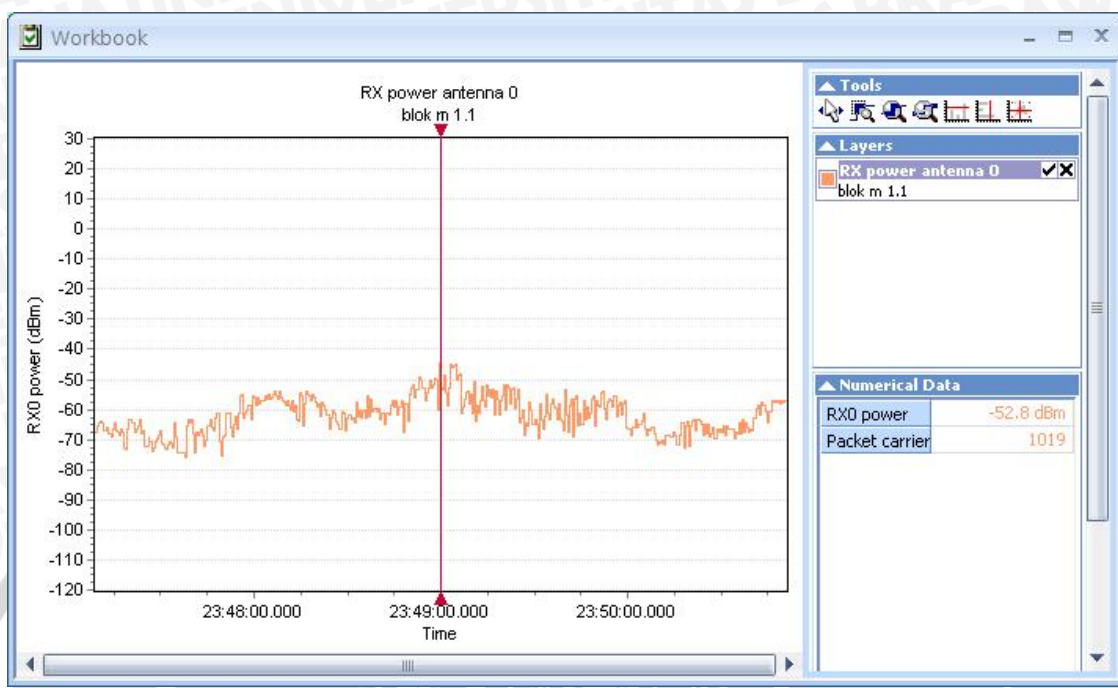 Workbook
RX power antenna 0
blok m 1.1
30
20
10
0
-10
-20
-30
-40
-50
-60
-70
-80
-90
-100
-110
-120
RX0 power (dBm)
23:48:00.000
23:49:00.000
23:50:00.000
Time
Tools
Layers
RX power antenna 0
blok m 1.1
Numerical Data
RX0 power
-52.8 dBm
Packet carrier
1019